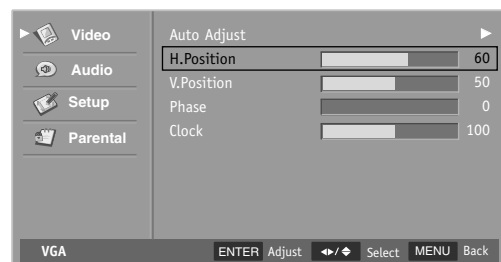 Video
Audio
Setup
Parental
Auto Adjust
H.Position 60
V.Position 50
Phase 0
Clock 100
VGA ENTER Adjust / Select MENU Back